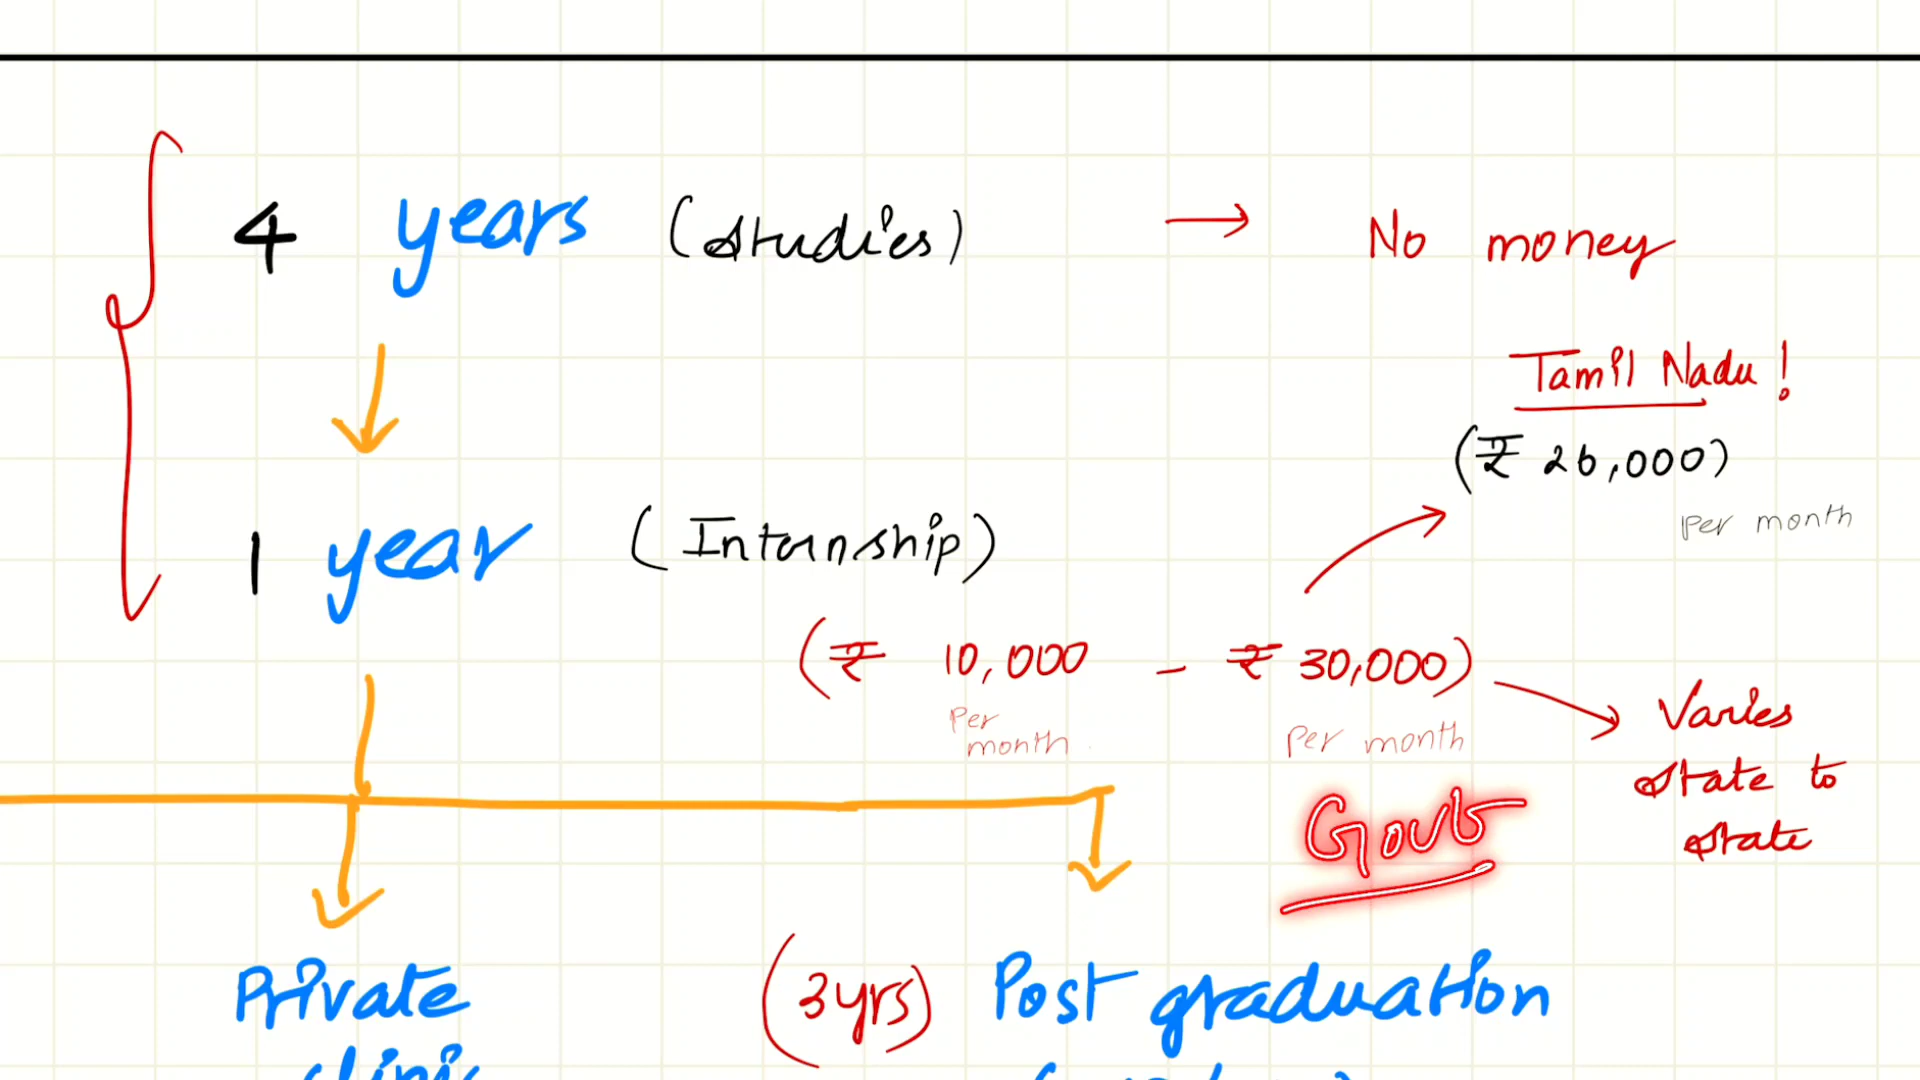 4 years (studies) → No money
Tamil Nadu!
(₹ 26,000)
per month
1 year (Internship)
(₹ 10,000 - ₹ 30,000)
per month
per month
Varies
state to
state
Govt
Private
clinic
(3yrs) Post graduation